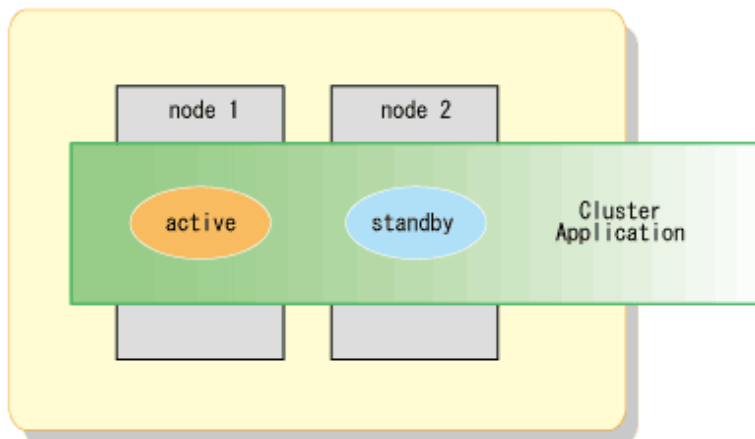 node 1
node 2
active
standby
Cluster
Application